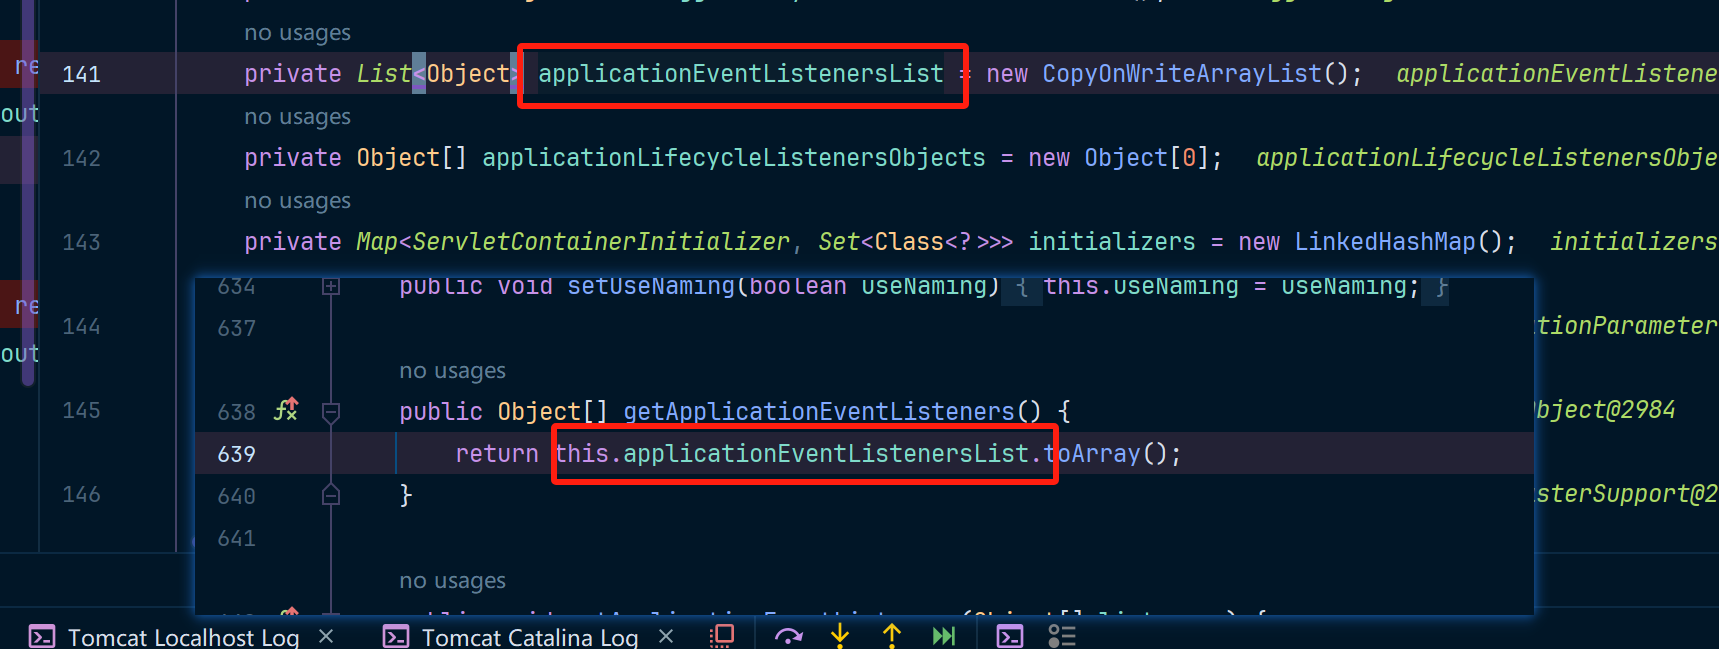 no usages
141 private List<Object> applicationEventListenersList = new CopyOnWriteArrayList(); applicationEventListene
re
no usages
out
142 private Object[] applicationLifecycleListenersObjects = new Object[0]; applicationLifecycleListenersObje
no usages
143 private Map<ServletContainerInitializer, Set<Class<?>>> initializers = new LinkedHashMap(); initializers
634 public void setUseNaming(boolean useNaming) { this.useNaming = useNaming; }
re
144 tionParameter
637
out
no usages
145 bject@2984
638 public Object[] getApplicationEventListeners() {
639 return this.applicationEventListenersList.toArray();
146 sterSupport@2
640 }
641
no usages
Tomcat Localhost Log × Tomcat Catalina Log ×